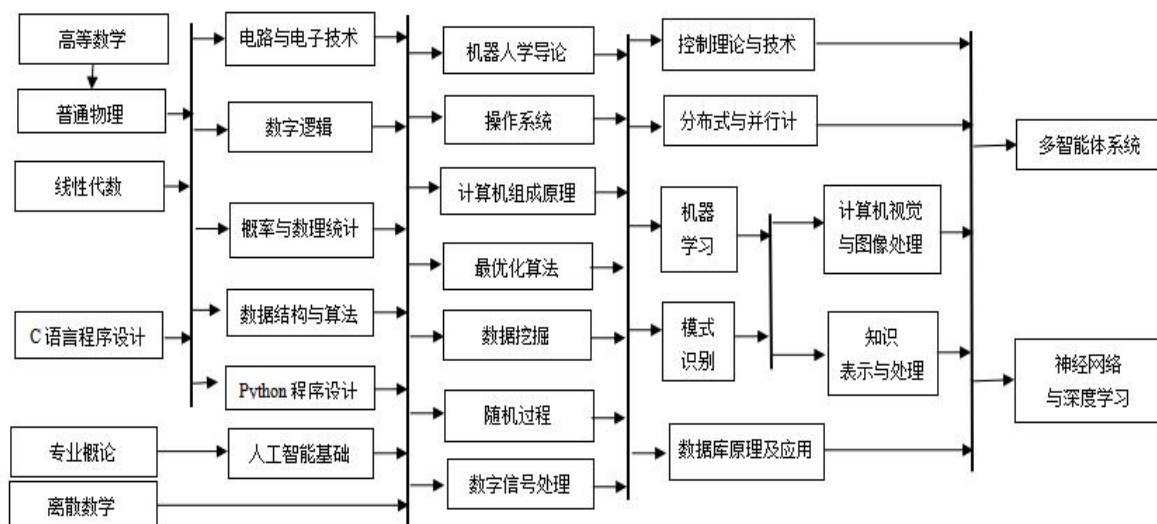 高等数学
普通物理
线性代数
C 语言程序设计
专业概论
离散数学
电路与电子技术
数字逻辑
概率与数理统计
数据结构与算法
Python 程序设计
人工智能基础
机器人学导论
操作系统
计算机组成原理
最优化算法
数据挖掘
随机过程
数字信号处理
控制理论与技术
分布式与并行计
机器
学习
模式
识别
数据库原理及应用
计算机视觉
与图像处理
知识
表示与处理
多智能体系统
神经网络
与深度学习